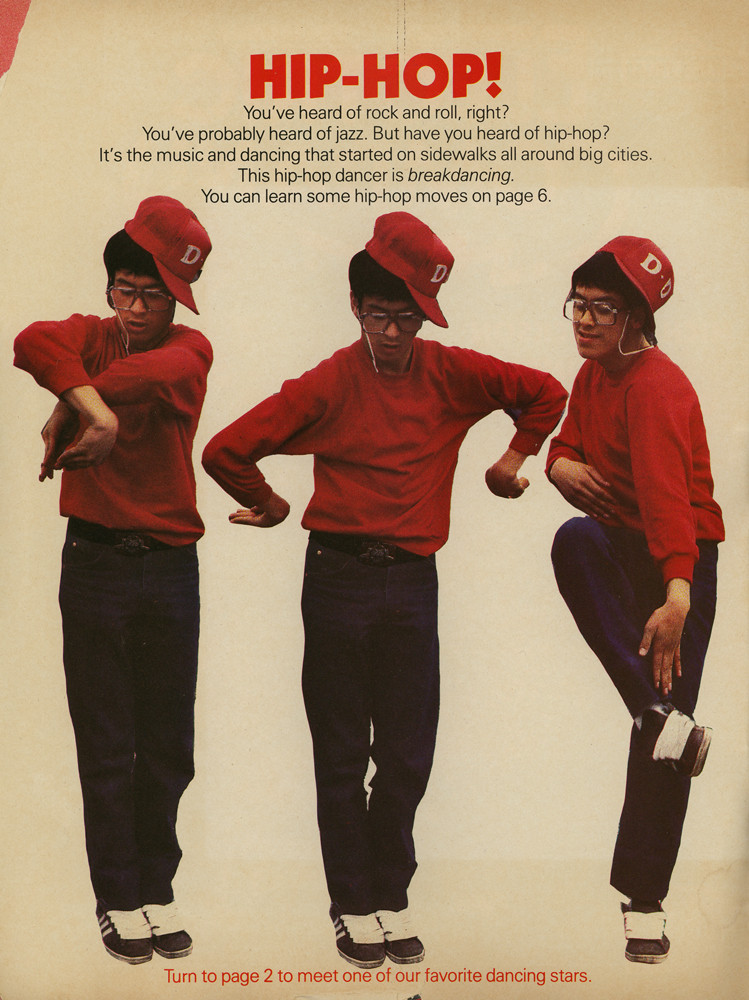 HIP-HOP!
You've heard of rock and roll, right?
You've probably heard of jazz. But have you heard of hip-hop?
It's the music and dancing that started on sidewalks all around big cities.
This hip-hop dancer is breakdancing.
You can learn some hip-hop moves on page 6.
D
D
D
Turn to page 2 to meet one of our favorite dancing stars.